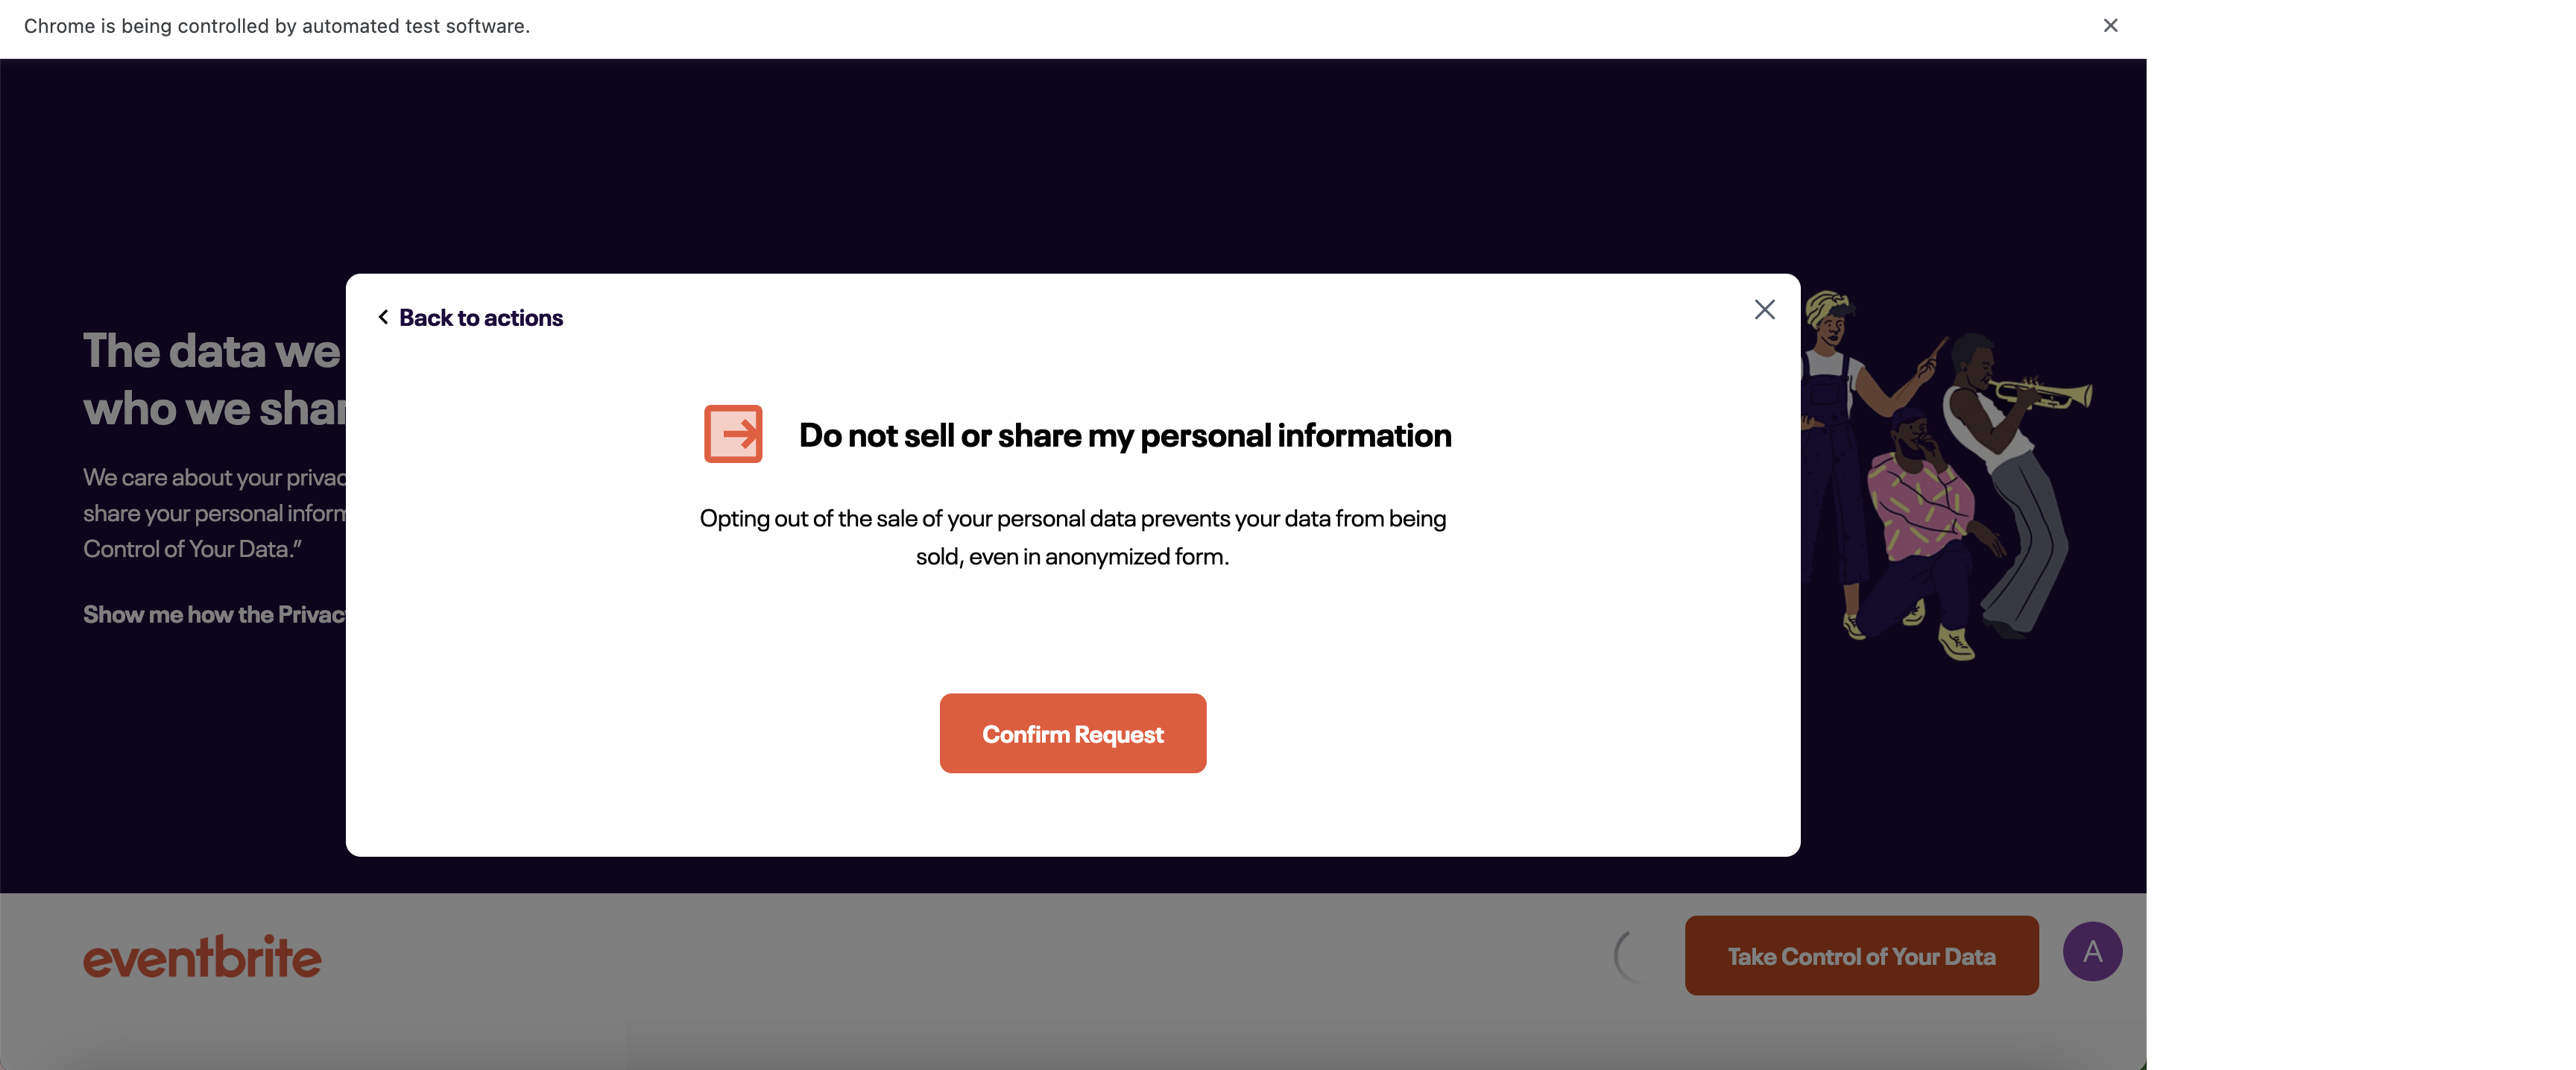 Chrome is being controlled by automated test software.
Back to actions
The data we
who we shar
Do not sell or share my personal information
We care about your privac
share your personal inform
Control of Your Data.”
Opting out of the sale of your personal data prevents your data from being
sold, even in anonymized form.
Show me how the Privac
Confirm Request
eventbrite
Take Control of Your Data
A